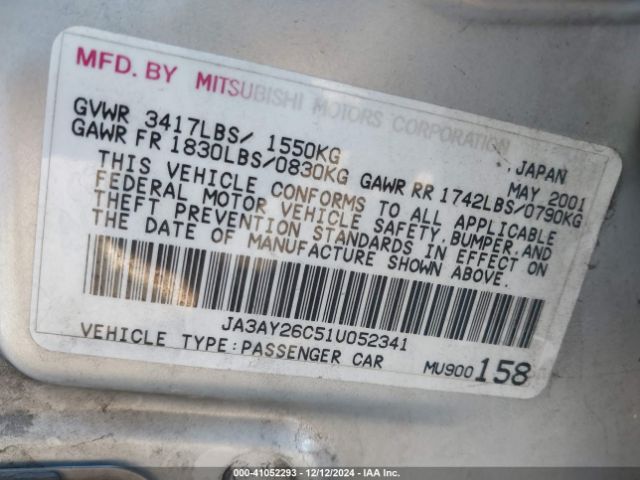 MFD. BY MITSUBISHI MOTORS CORPORATION
JAPAN
GVWR 3417LBS/ 1550KG
MAY 2001
GAWR FR 1830LBS/0830KG GAWR RR 1742LBS/0790KG
THIS VEHICLE CONFORMS TO ALL APPLICABLE
FEDERAL MOTOR VEHICLE SAFETY,BUMPER,AND
THEFT PREVENTION STANDARDS IN EFFECT ON
THE DATE OF MANUFACTURE SHOWN ABOVE.
JA3AY26C51U052341
VEHICLE TYPE:PASSENGER CAR
MU900158
000-41052293 - 12/12/2024 - IAA Inc.